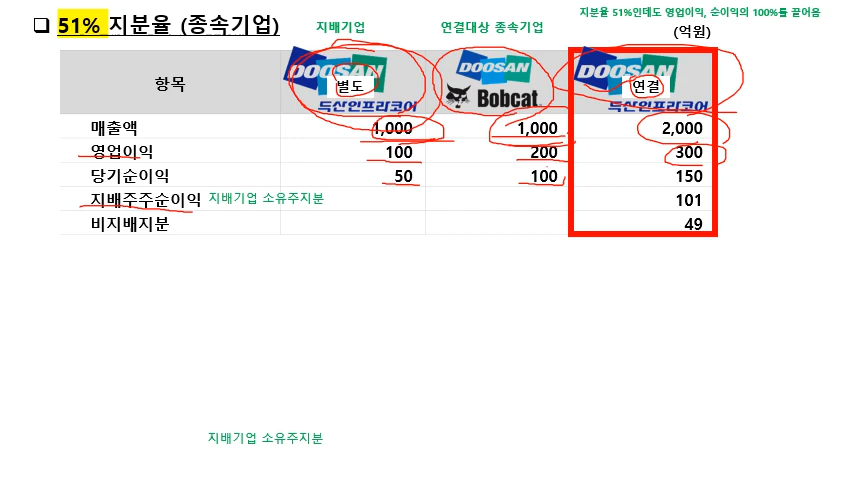 지분율 51%인데도 영업이익, 순이익의 100%를 끌어옴
❏ 51% 지분율 (종속기업)
지배기업 연결대상 종속기업
(억원)
DOOSAN DOOSAN DOOSAN
항목 별도 Bobcat 연결
두산인프라코어 두산인프라코어
매출액 1,000 1,000 2,000
영업이익 100 200 300
당기순이익 50 100 150
지배주주순이익 지배기업 소유주지분 101
비지배지분 49
지배기업 소유주지분